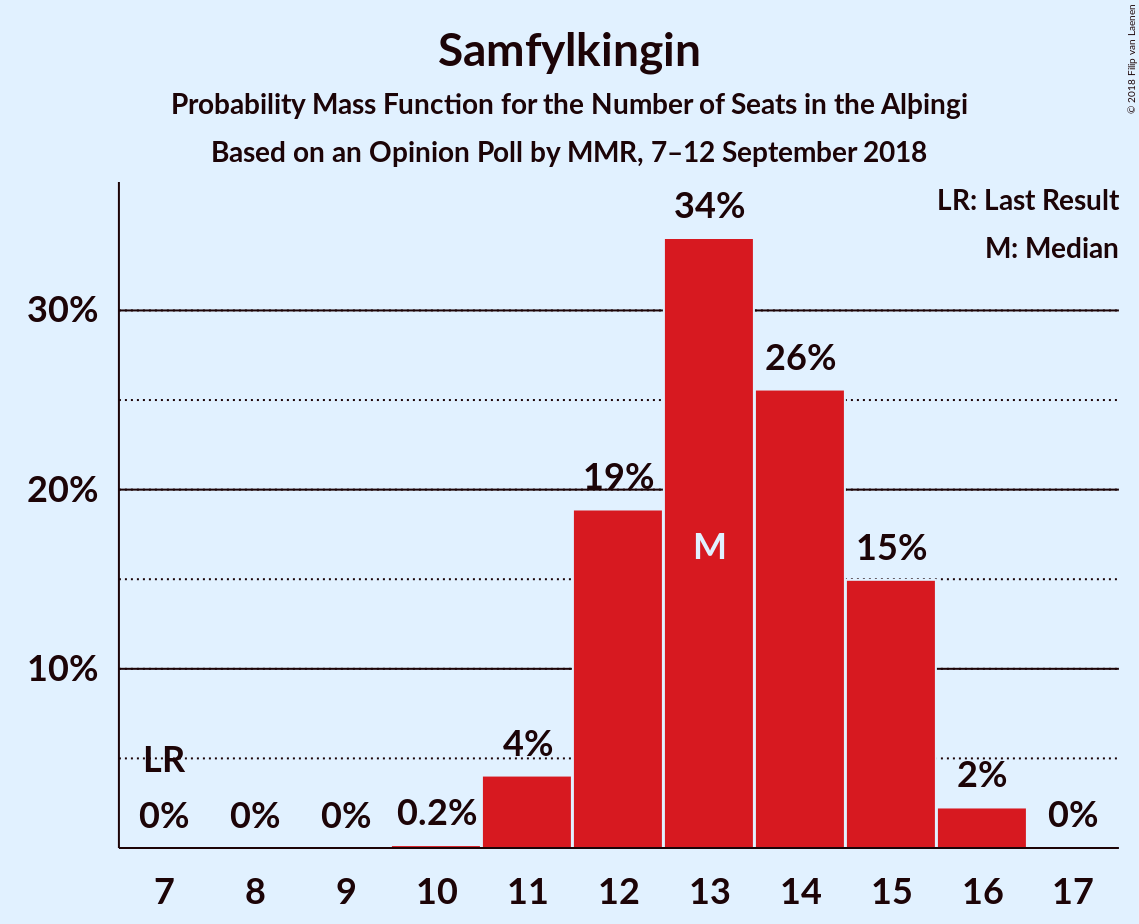 Samfylkingin
Probability Mass Function for the Number of Seats in the Alþingi
Based on an Opinion Poll by MMR, 7–12 September 2018
© 2018 Filip van Laenen
LR: Last Result
M: Median
34%
30%
26%
19%
20%
M
15%
10%
4%
LR
2%
0%
0%
0%
0.2%
0%
7 8 9 10 11 12 13 14 15 16 17